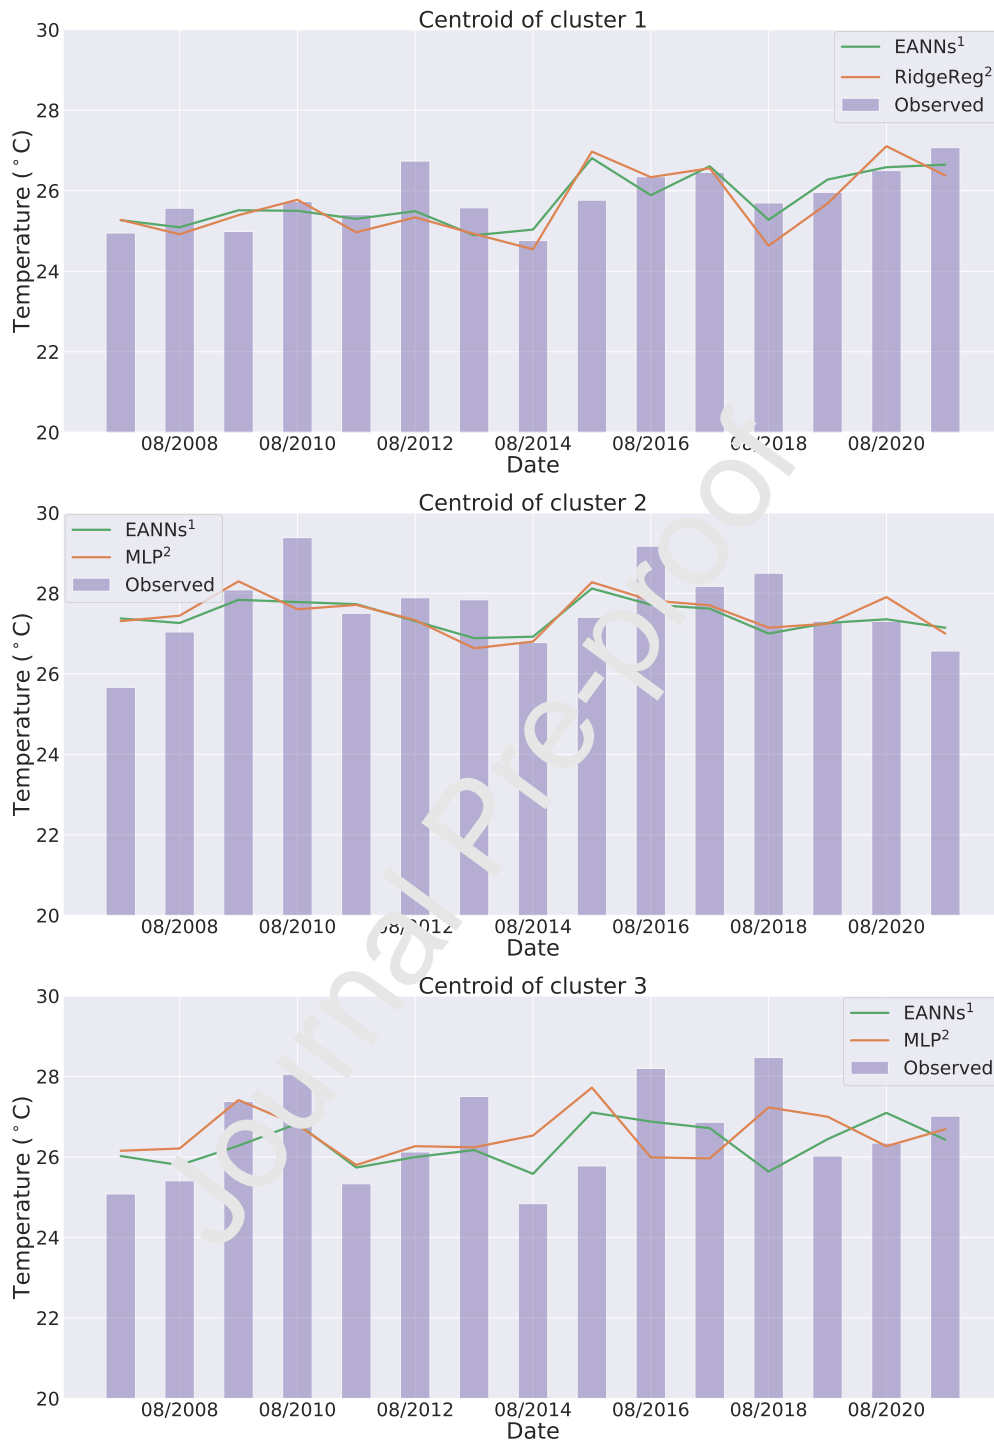 Centroid of cluster 1
30
28
26
24
22
20
Temperature (°C)
EANNs¹
RidgeReg²
Observed
08/2008 08/2010 08/2012 08/2014 08/2016 08/2018 08/2020
Date
Centroid of cluster 2
30
28
26
24
22
20
Temperature (°C)
EANNs¹
MLP²
Observed
08/2008 08/2010 08/2012 08/2014 08/2016 08/2018 08/2020
Date
Centroid of cluster 3
30
28
26
24
22
20
Temperature (°C)
EANNs¹
MLP²
Observed
08/2008 08/2010 08/2012 08/2014 08/2016 08/2018 08/2020
Date
Journal Pre-proof